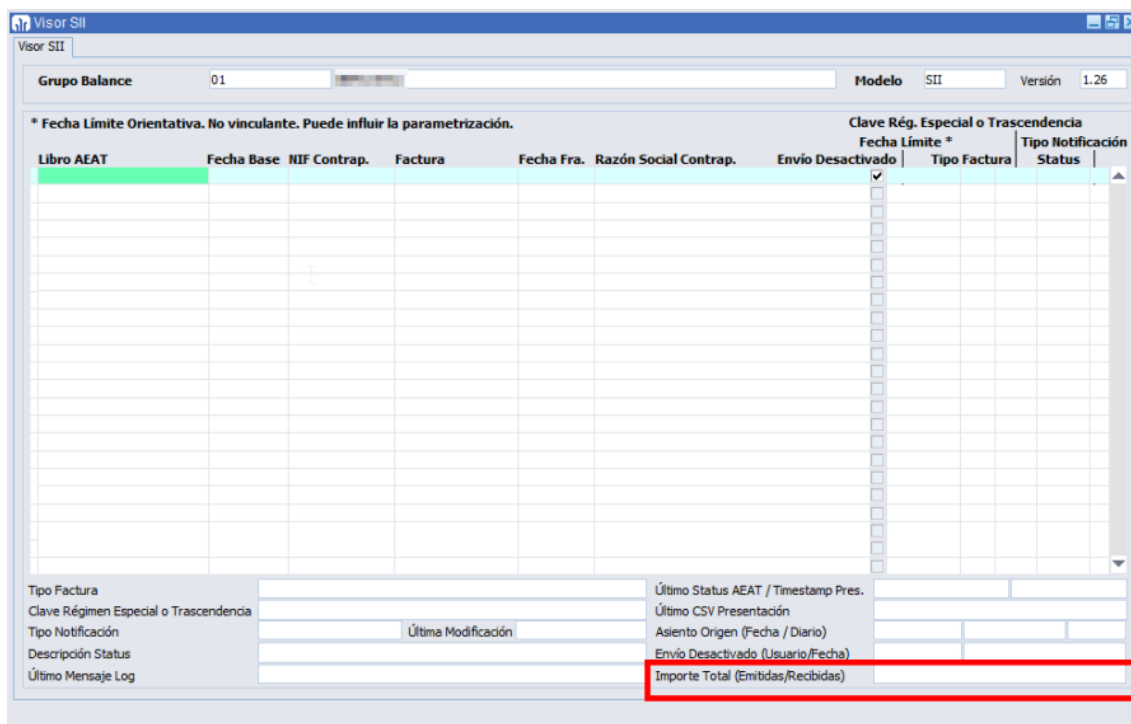 Visor SII
Visor SII
Grupo Balance 01 Modelo SII Versión 1.26
* Fecha Límite Orientativa. No vinculante. Puede influir la parametrización. Clave Rég. Especial o Trascendencia
Fecha Límite * Tipo Notificación
Libro AEAT Fecha Base NIF Contrap. Factura Fecha Fra. Razón Social Contrap. Envío Desactivado Tipo Factura Status
Tipo Factura Último Status AEAT / Timestamp Pres.
Clave Régimen Especial o Trascendencia Último CSV Presentación
Tipo Notificación Última Modificación Asiento Origen (Fecha / Diario)
Descripción Status Envío Desactivado (Usuario/Fecha)
Último Mensaje Log Importe Total (Emitidas/Recibidas)